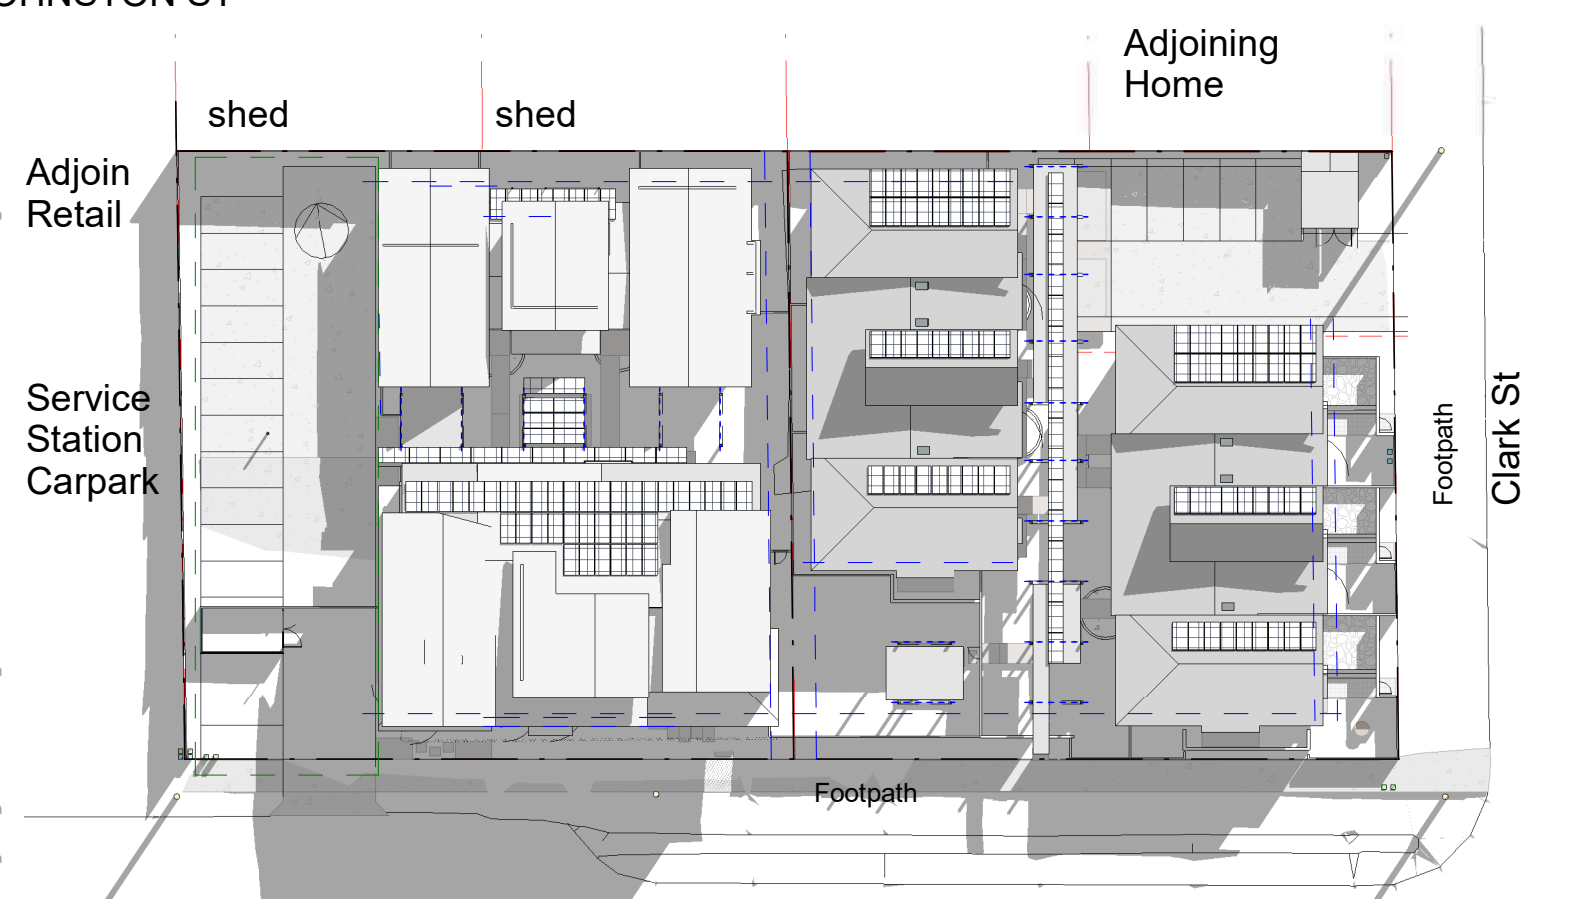 Adjoining
Home
shed
shed
Adjoin
Retail
Service
Station
Carpark
Footpath
Clark St
Footpath